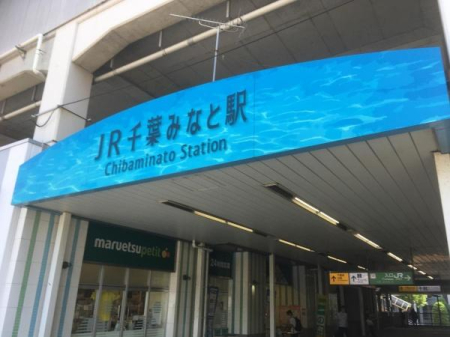 JR千葉みなと駅
Chibaminato Station
maruetsu petit